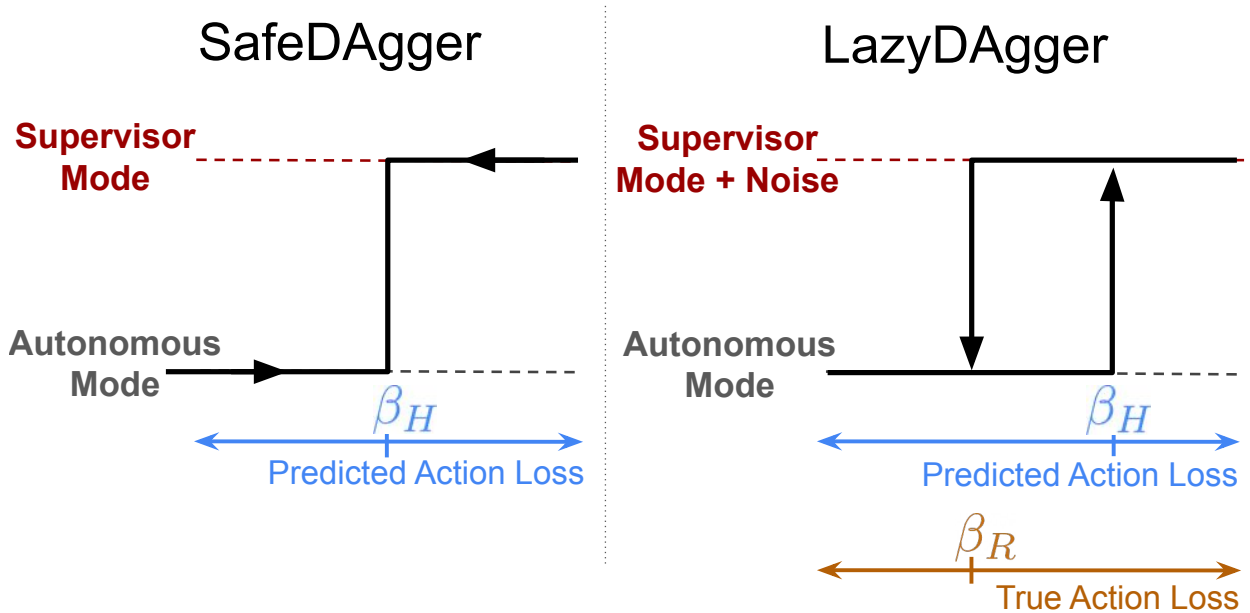 SafeDAgger
Supervisor
Mode
Autonomous
Mode
β_H
Predicted Action Loss
LazyDAgger
Supervisor
Mode + Noise
Autonomous
Mode
β_H
Predicted Action Loss
β_R
True Action Loss